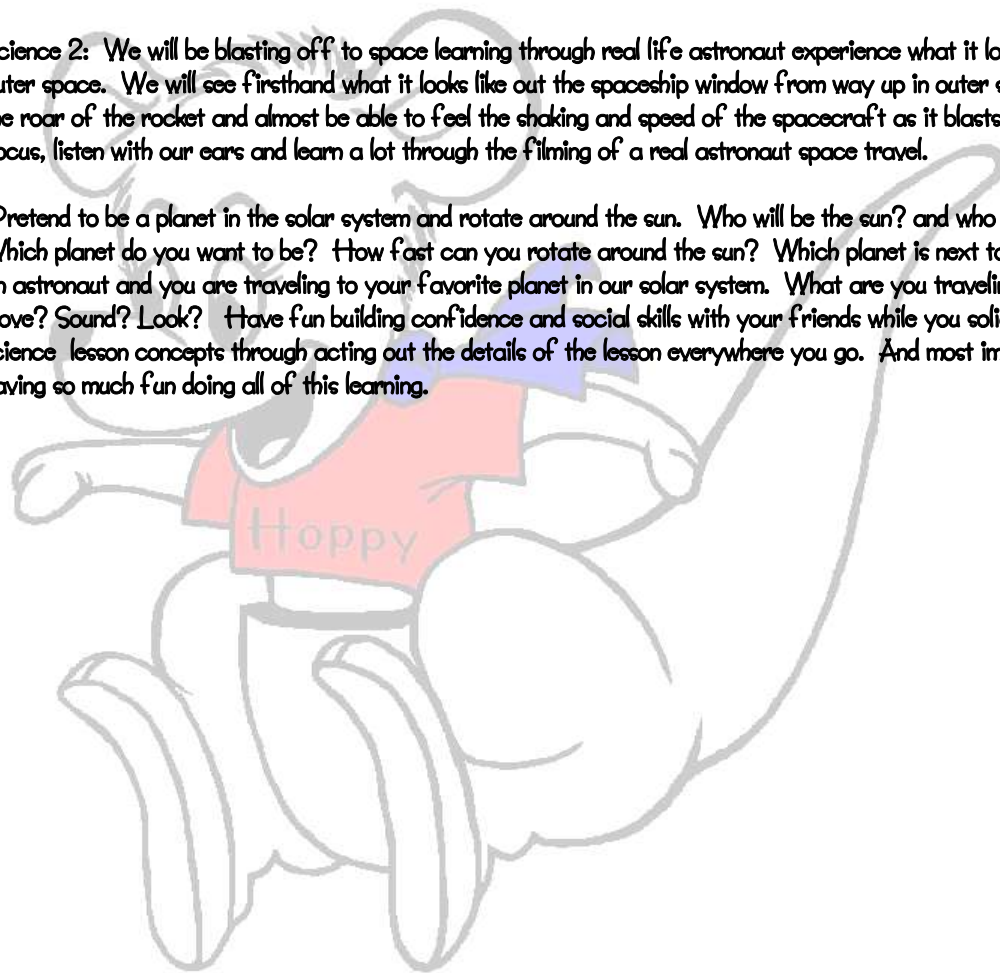 cience 2: We will be blasting off to space learning through real life astronaut experience what it lo
uter space. We will see firsthand what it looks like out the spaceship window from way up in outer s
e roar of the rocket and almost be able to feel the shaking and speed of the spacecraft as it blasts
ocus, listen with our ears and learn a lot through the filming of a real astronaut space travel.
Pretend to be a planet in the solar system and rotate around the sun. Who will be the sun? and who
Which planet do you want to be? How fast can you rotate around the sun? Which planet is next to
n astronaut and you are traveling to your favorite planet in our solar system. What are you travelin
ove? Sound? Look? Have fun building confidence and social skills with your friends while you soli
cience lesson concepts through acting out the details of the lesson everywhere you go. And most im
aving so much fun doing all of this learning.
Hoppy